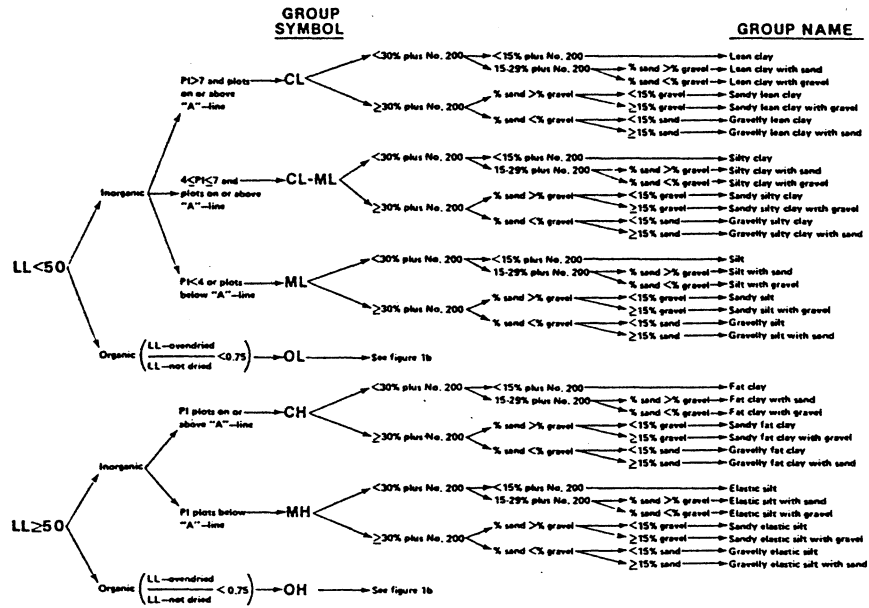 GROUP
SYMBOL
GROUP NAME
<30% plus No. 200
<15% plus No. 200
Lean clay
15-29% plus No. 200
% sand >% gravel
Lean clay with sand
% sand <% gravel
Lean clay with gravel
PI>7 and plots
on or above
"A"-line
CL
≥30% plus No. 200
% sand >% gravel
<15% gravel
Sandy lean clay
≥15% gravel
Sandy lean clay with gravel
% sand <% gravel
<15% sand
Gravelly lean clay
≥15% sand
Gravelly lean clay with sand
<30% plus No. 200
<15% plus No. 200
Silty clay
15-29% plus No. 200
% sand >% gravel
Silty clay with sand
% sand <% gravel
Silty clay with gravel
Inorganic
4≤PI≤7 and
plots on or above
"A"-line
CL-ML
≥30% plus No. 200
% sand >% gravel
<15% gravel
Sandy silty clay
≥15% gravel
Sandy silty clay with gravel
% sand <% gravel
<15% sand
Gravelly silty clay
≥15% sand
Gravelly silty clay with sand
LL<50
<30% plus No. 200
<15% plus No. 200
Silt
15-29% plus No. 200
% sand >% gravel
Silt with sand
% sand <% gravel
Silt with gravel
PI<4 or plots
below "A"-line
ML
≥30% plus No. 200
% sand >% gravel
<15% gravel
Sandy silt
≥15% gravel
Sandy silt with gravel
% sand <% gravel
<15% sand
Gravelly silt
≥15% sand
Gravelly silt with sand
Organic (LL-ovendried
LL-not dried <0.75)
OL
See figure 1b
<30% plus No. 200
<15% plus No. 200
Fat clay
15-29% plus No. 200
% sand >% gravel
Fat clay with sand
% sand <% gravel
Fat clay with gravel
PI plots on or
above "A"-line
CH
≥30% plus No. 200
% sand >% gravel
<15% gravel
Sandy fat clay
≥15% gravel
Sandy fat clay with gravel
% sand <% gravel
<15% sand
Gravelly fat clay
≥15% sand
Gravelly fat clay with sand
Inorganic
LL≥50
<30% plus No. 200
<15% plus No. 200
Elastic silt
15-29% plus No. 200
% sand >% gravel
Elastic silt with sand
% sand <% gravel
Elastic silt with gravel
PI plots below
"A"-line
MH
≥30% plus No. 200
% sand >% gravel
<15% gravel
Sandy elastic silt
≥15% gravel
Sandy elastic silt with gravel
% sand <% gravel
<15% sand
Gravelly elastic silt
≥15% sand
Gravelly elastic silt with sand
Organic (LL-ovendried
LL-not dried <0.75)
OH
See figure 1b